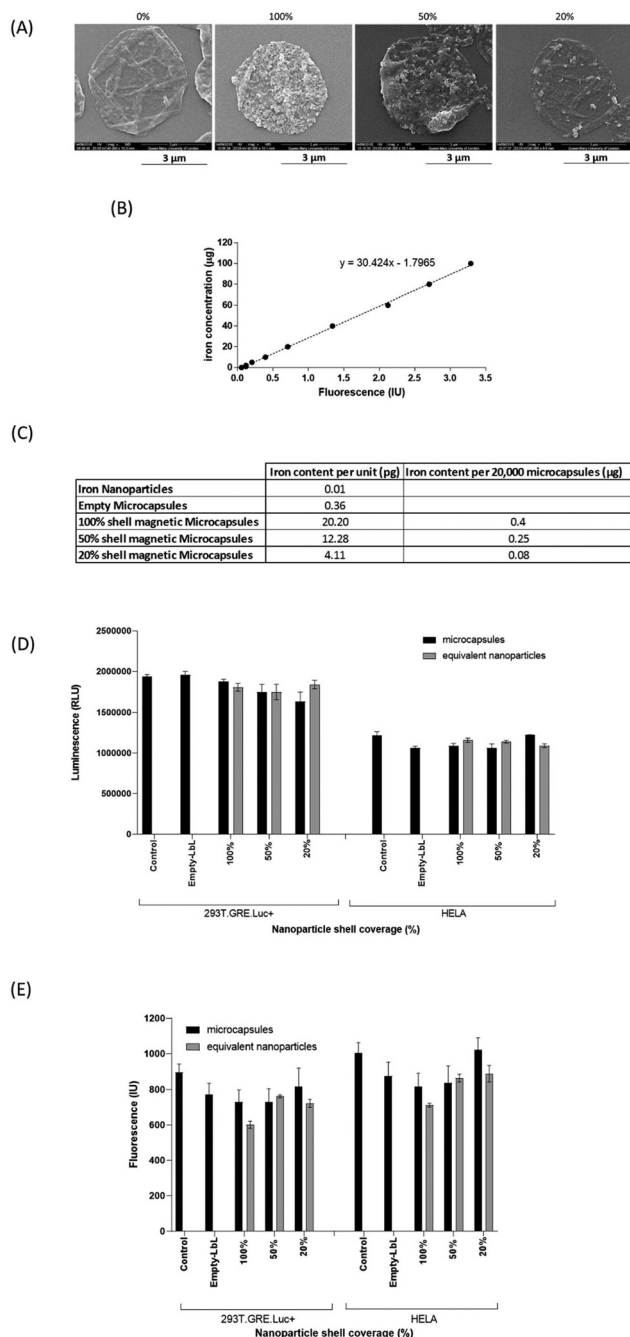 (A)
0% 100% 50% 20%
3 µm 3 µm 3 µm 3 µm
(B)
y = 30.424x - 1.7965
iron concentration (µg)
120
100
80
60
40
20
0
0.0 0.5 1.0 1.5 2.0 2.5 3.0 3.5
Fluorescence (IU)
(C)
Iron content per unit (pg) Iron content per 20,000 microcapsules (µg)
Iron Nanoparticles 0.01
Empty Microcapsules 0.36
100% shell magnetic Microcapsules 20.20 0.4
50% shell magnetic Microcapsules 12.28 0.25
20% shell magnetic Microcapsules 4.11 0.08
(D)
Luminescence (RLU)
2500000
2000000
1500000
1000000
500000
0
microcapsules
equivalent nanoparticles
Control Empty-LbL 100% 50% 20% Control Empty-LbL 100% 50% 20%
293T.GRE.Luc+ HELA
Nanoparticle shell coverage (%)
(E)
Fluorescence (IU)
1200
1000
800
600
400
200
0
microcapsules
equivalent nanoparticles
Control Empty-LbL 100% 50% 20% Control Empty-LbL 100% 50% 20%
293T.GRE.Luc+ HELA
Nanoparticle shell coverage (%)